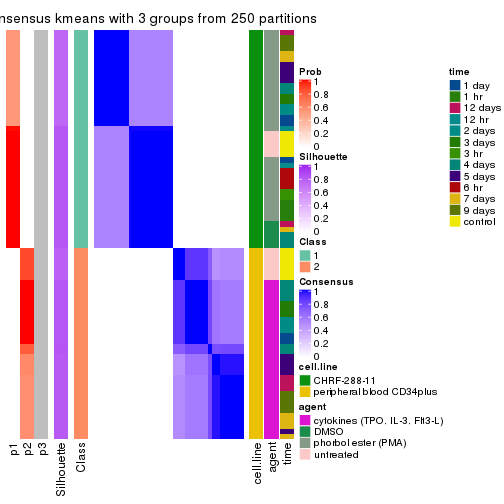 nsensus kmeans with 3 groups from 250 partitions
Prob
1
0.8
0.6
0.4
0.2
0
Silhouette
1
0.8
0.6
0.4
0.2
0
Class
1
2
Consensus
1
0.8
0.6
0.4
0.2
0
cell.line
CHRF-288-11
peripheral blood CD34plus
agent
cytokines (TPO, IL-3, Flt3-L)
DMSO
phorbol ester (PMA)
untreated
time
1 day
1 hr
12 days
12 hr
2 days
3 days
3 hr
4 days
5 days
6 hr
7 days
9 days
control
p1
p2
p3
Silhouette
Class
cell.line
agent
time